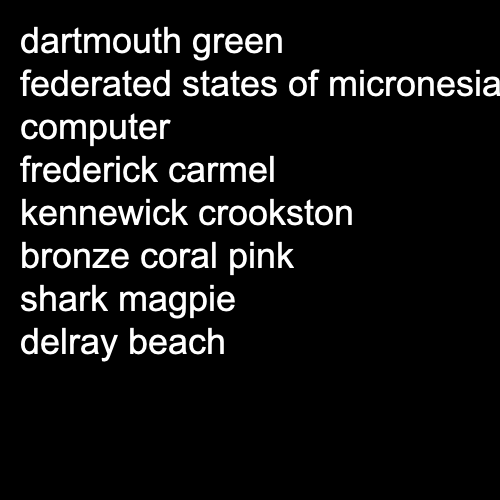 dartmouth green
federated states of micronesia
computer
frederick carmel
kennewick crookston
bronze coral pink
shark magpie
delray beach